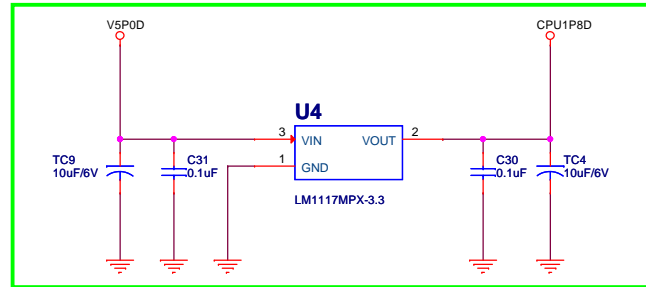 V5P0D
CPU1P8D
U4
3
VIN
VOUT
2
1
GND
TC9
10uF/6V
C31
.0.1uF
LM1117MPX-3.3
C30
.0.1uF
TC4
10uF/6V